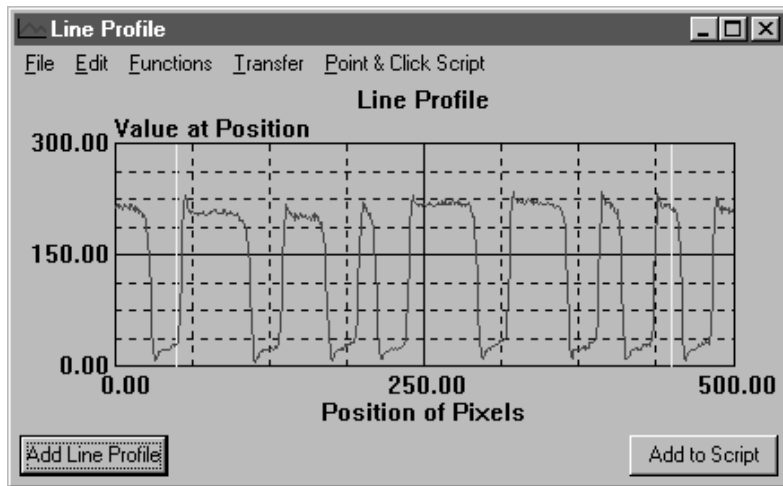 Line Profile
File Edit Functions Transfer Point & Click Script
Line Profile
Value at Position
300.00
150.00
0.00
0.00 250.00 500.00
Position of Pixels
Add Line Profile Add to Script